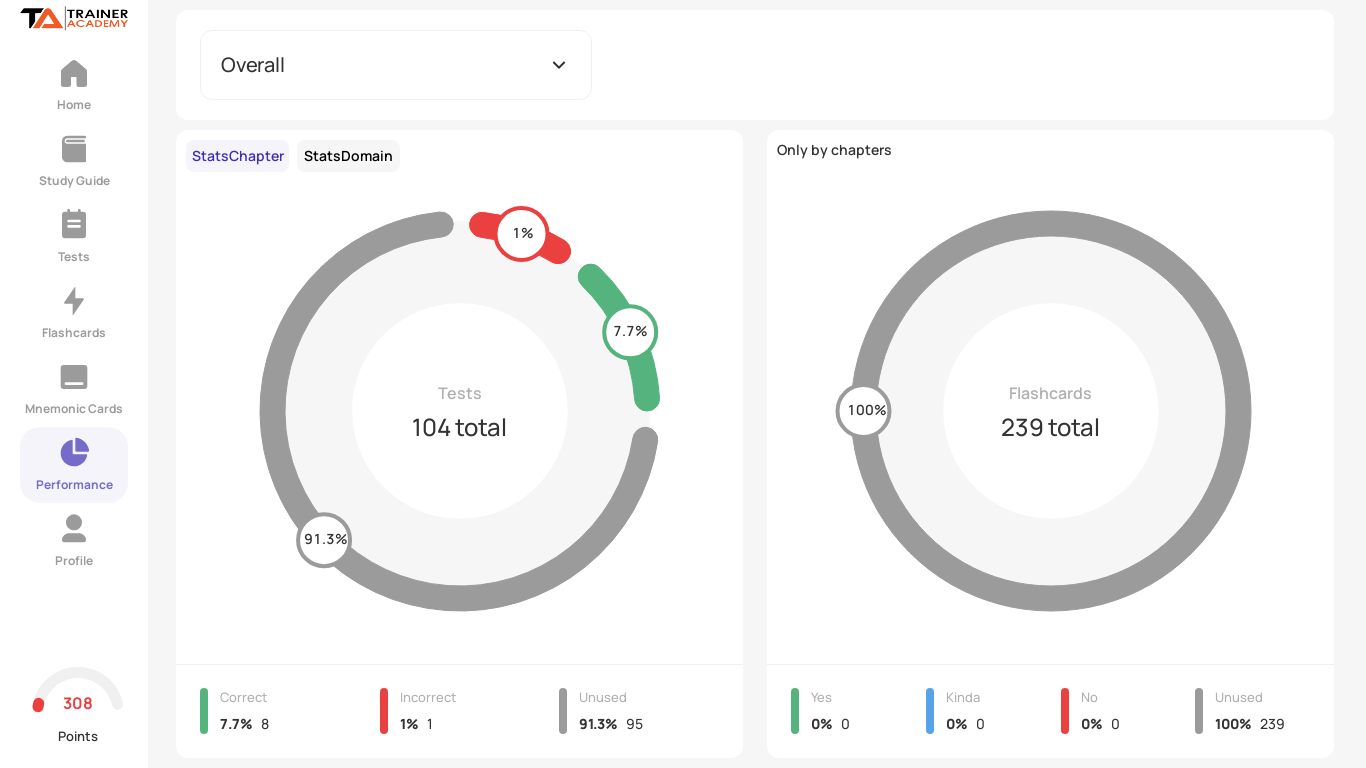 TA TRAINER
ACADEMY
Home
Study Guide
Tests
Flashcards
Mnemonic Cards
Performance
Profile
308
Points
Overall
StatsChapter StatsDomain
1%
7.7%
91.3%
Tests
104 total
Correct
7.7% 8
Incorrect
1% 1
Unused
91.3% 95
Only by chapters
100%
Flashcards
239 total
Yes
0% 0
Kinda
0% 0
No
0% 0
Unused
100% 239